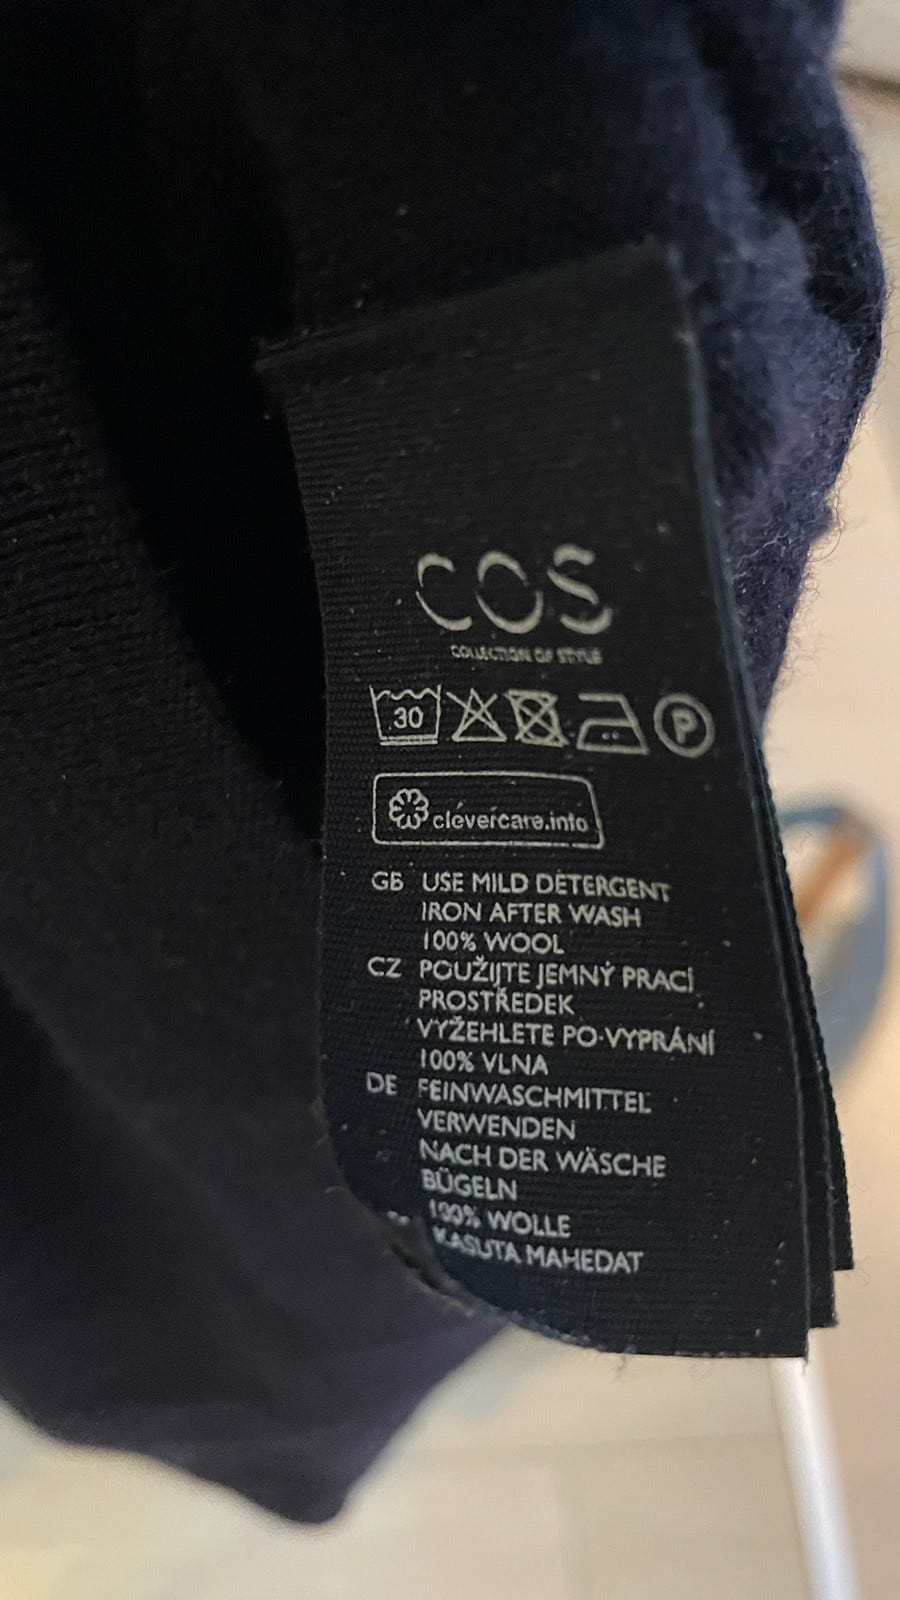 COS
COLLECTION OF STYLE
30 P
clevercare.info
GB USE MILD DETERGENT
IRON AFTER WASH
100% WOOL
CZ POUŽIJTE JEMNÝ PRACÍ
PROSTŘEDEK
VYŽEHLETE PO VYPRÁNÍ
100% VLNA
DE FEINWASCHMITTEL
VERWENDEN
NACH DER WÄSCHE
BÜGELN
100% WOLLE
KASUTA MAHEDAT